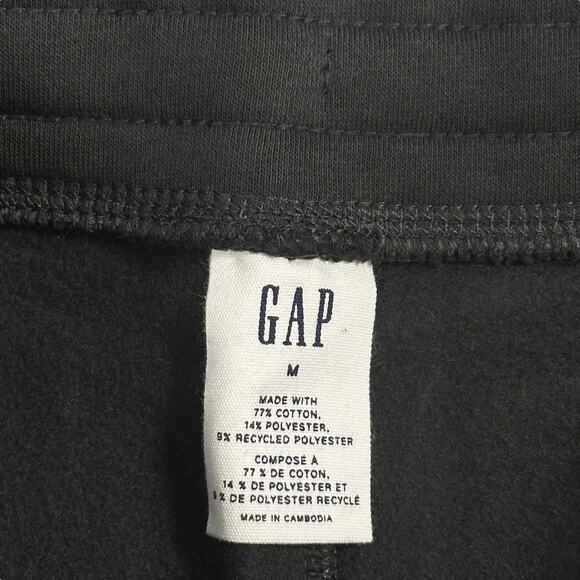 GAP
M
MADE WITH
77% COTTON,
14% POLYESTER,
9% RECYCLED POLYESTER
COMPOSÉ À
77 % DE COTON,
14 % DE POLYESTER ET
9 % DE POLYESTER RECYCLÉ
MADE IN CAMBODIA